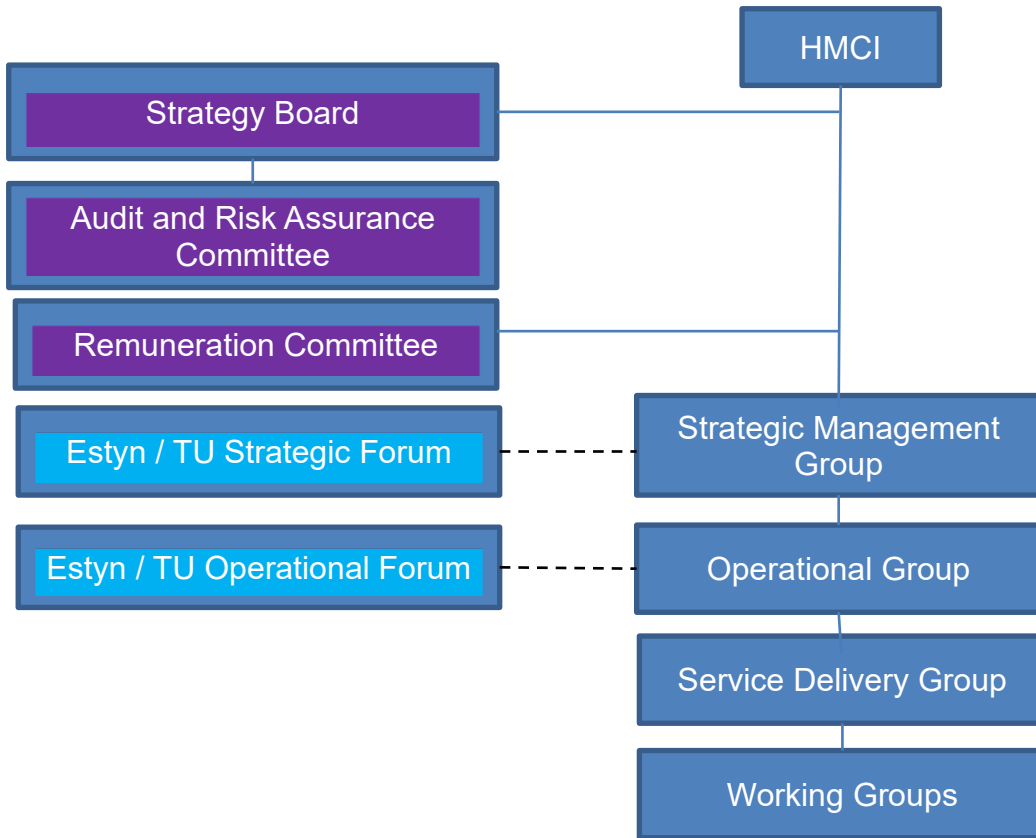 HMCI
Strategy Board
Audit and Risk Assurance
Committee
Remuneration Committee
Estyn / TU Strategic Forum
Strategic Management
Group
Estyn / TU Operational Forum
Operational Group
Service Delivery Group
Working Groups